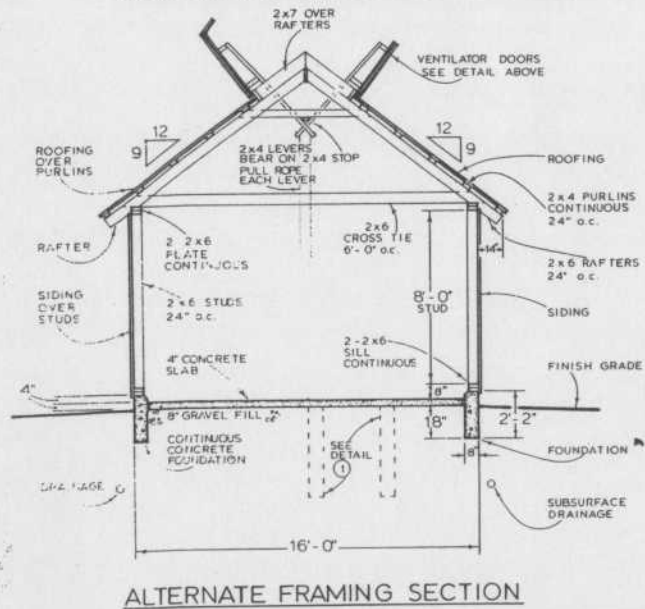 2x7 OVER
RAFTERS
VENTILATOR DOORS
SEE DETAIL ABOVE
12
9
12
9
ROOFING
OVER
PURLINS
2x4 LEVERS
BEAR ON 2x4 STOP
PULL ROPE
EACH LEVER
ROOFING
2x4 PURLINS
CONTINUOUS
24" o.c.
RAFTER
2 2x6
PLATE
CONTINUOUS
2x6
CROSS TIE
6'-0" o.c.
14"
2x6 RAFTERS
24" o.c.
SIDING
OVER
STUDS
2x6 STUDS
24" o.c.
8'-0"
STUD
SIDING
4" CONCRETE
SLAB
2-2x6
SILL
CONTINUOUS
FINISH GRADE
4"
8"
8" GRAVEL FILL
18"
2'-2"
CONTINUOUS
CONCRETE
FOUNDATION
SEE
DETAIL
1
8"
FOUNDATION
DRAINAGE
SUBSURFACE
DRAINAGE
16'-0"
ALTERNATE FRAMING SECTION